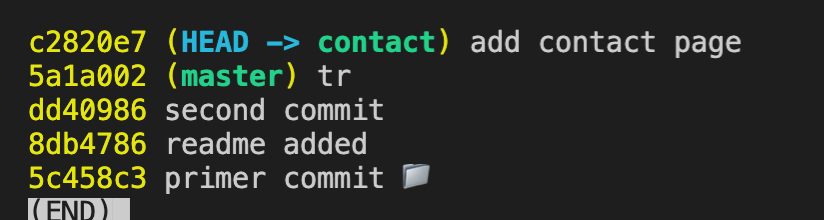 c2820e7 (HEAD -> contact) add contact page
5a1a002 (master) tr
dd40986 second commit
8db4786 readme added
5c458c3 primer commit 📁
(END)